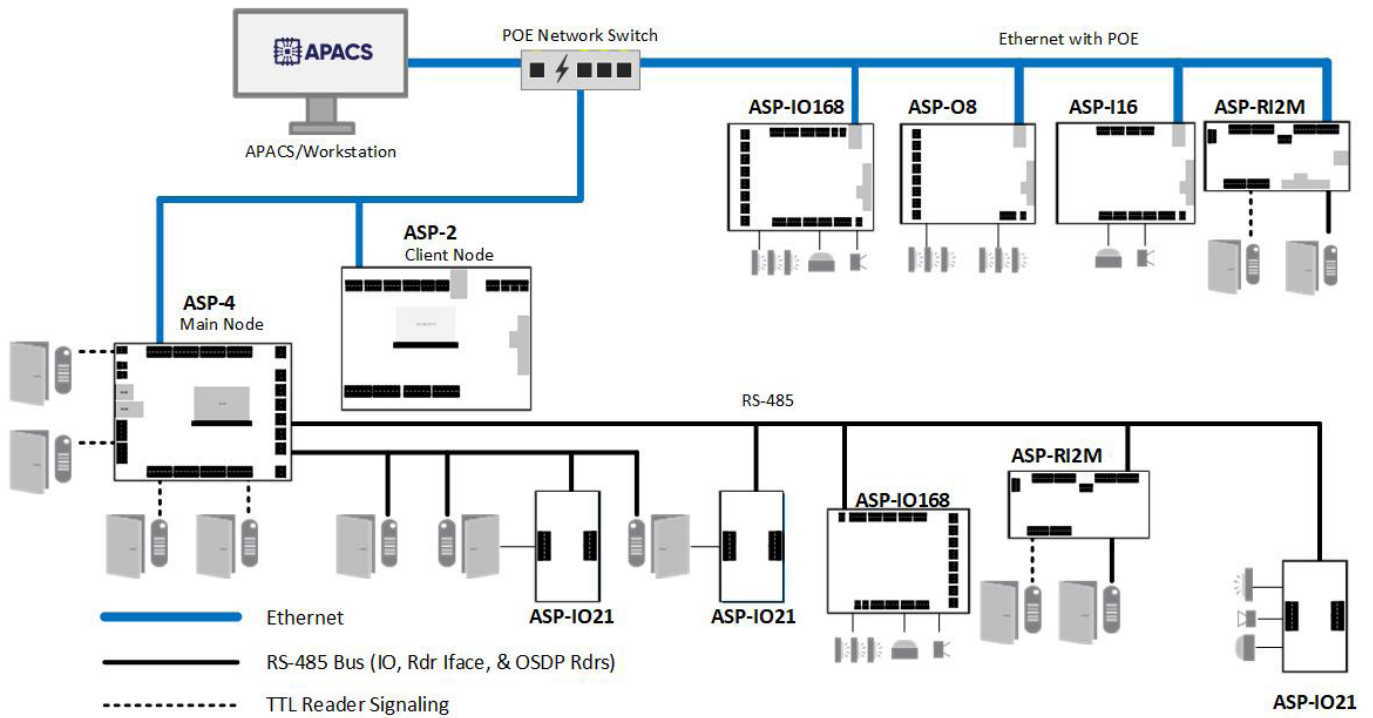 POE Network Switch
Ethernet with POE
APACS
APACS/Workstation
ASP-IO168
ASP-O8
ASP-I16
ASP-RI2M
ASP-2
Client Node
ASP-4
Main Node
RS-485
ASP-RI2M
ASP-IO168
ASP-IO21
ASP-IO21
Ethernet
RS-485 Bus (IO, Rdr Iface, & OSDP Rdrs)
TTL Reader Signaling
ASP-IO21